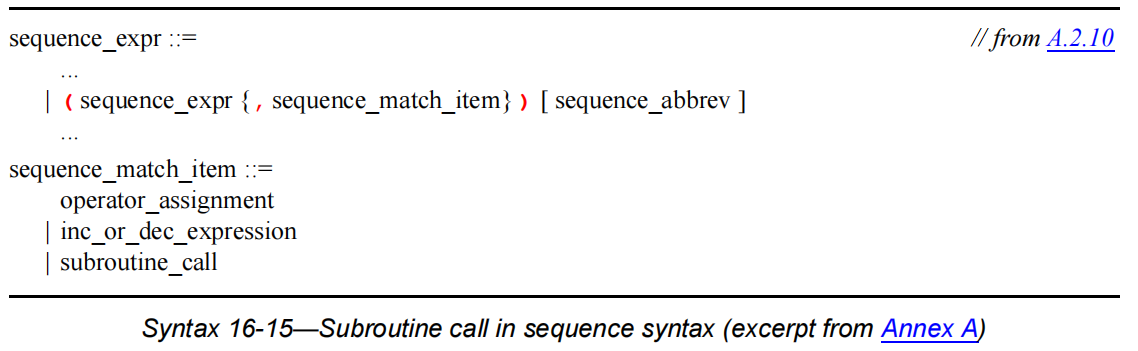 sequence_expr ::= // from A.2.10
...
| ( sequence_expr {, sequence_match_item} ) [ sequence_abbrev ]
...
sequence_match_item ::=
operator_assignment
| inc_or_dec_expression
| subroutine_call
Syntax 16-15—Subroutine call in sequence syntax (excerpt from Annex A)